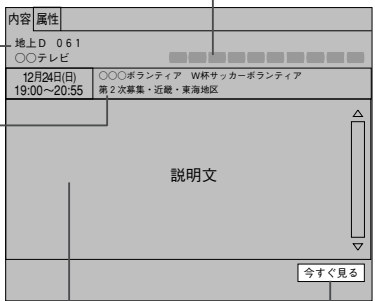 内容 属性
地上D 061
○○テレビ
12月24日(日)
19:00~20:55
○○○ボランティア W杯サッカーボランティア
第2次募集・近畿・東海地区
説明文
今すぐ見る